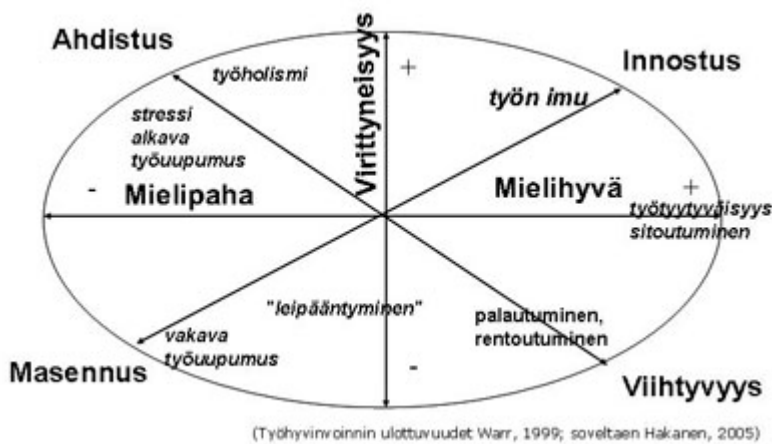 Ahdistus
Virittyneisyys
työholismi
+
Innostus
työn imu
stressi
alkava
työuupumus
-
Mielipaha
Mielihyvä
+
työtyytyväisyys
sitoutuminen
"leipääntyminen"
palautuminen,
rentoutuminen
vakava
työuupumus
Masennus
-
Viihtyvyys
(Työhyvinvoinnin ulottuvuudet Warr, 1999; soveltaen Hakanen, 2005)